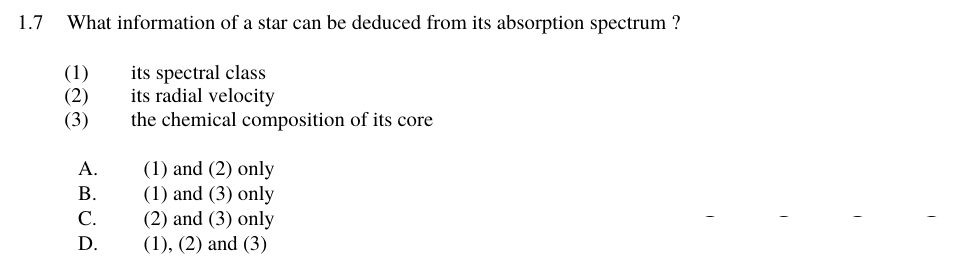 1.7 What information of a star can be deduced from its absorption spectrum ?
(1) its spectral class
(2) its radial velocity
(3) the chemical composition of its core
A. (1) and (2) only
B. (1) and (3) only
C. (2) and (3) only
D. (1), (2) and (3)